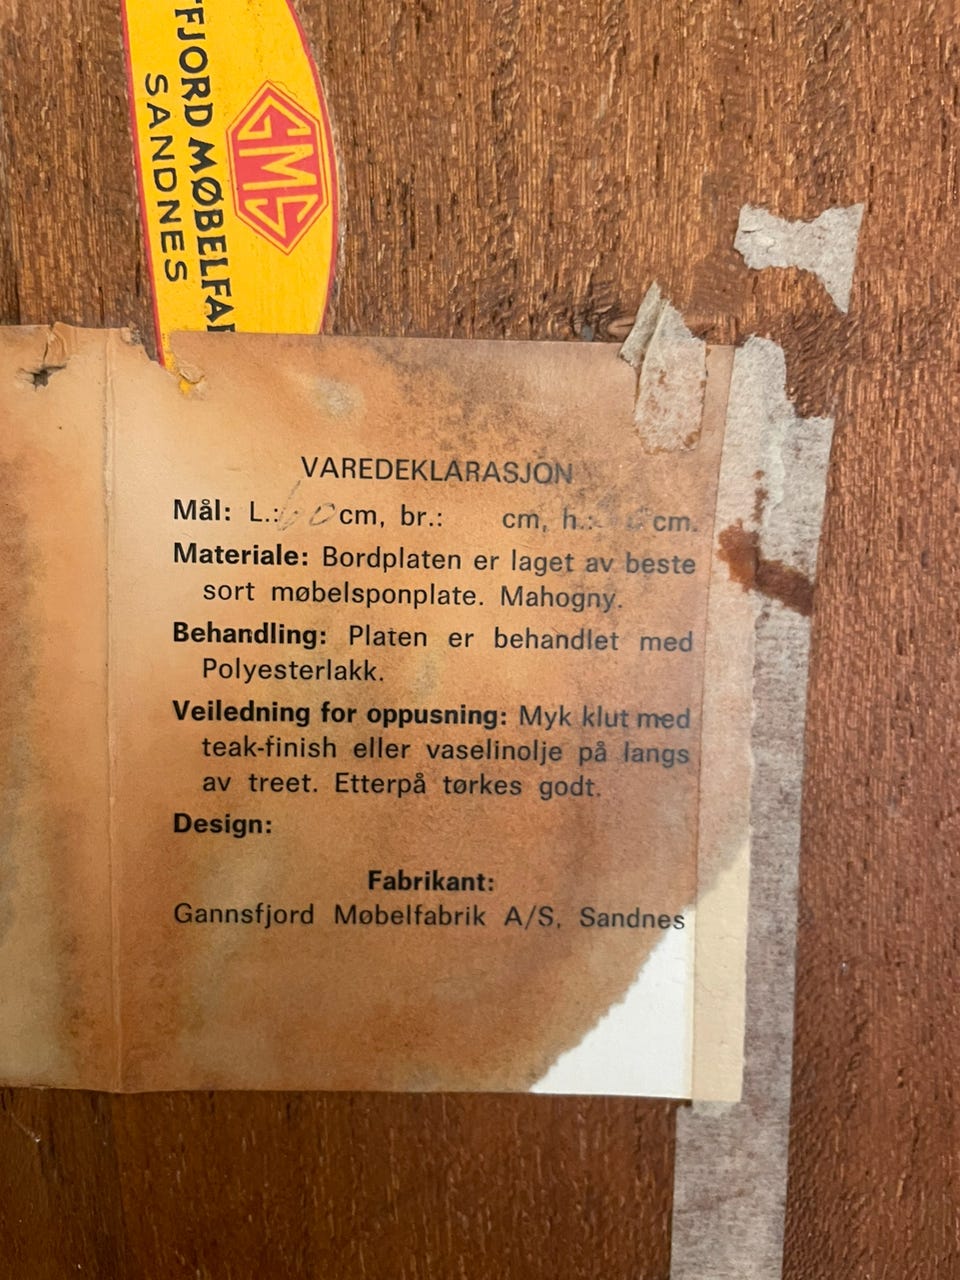 FJORD MØBELFA
SANDNES
GMS
VAREDEKLARASJON
Mål: L.: 60 cm, br.: cm, h.: cm.
Materiale: Bordplaten er laget av beste
sort møbelsponplate. Mahogny.
Behandling: Platen er behandlet med
Polyesterlakk.
Veiledning for oppusning: Myk klut med
teak-finish eller vaselinolje på langs
av treet. Etterpå tørkes godt.
Design:
Fabrikant:
Gannsfjord Møbelfabrik A/S, Sandnes